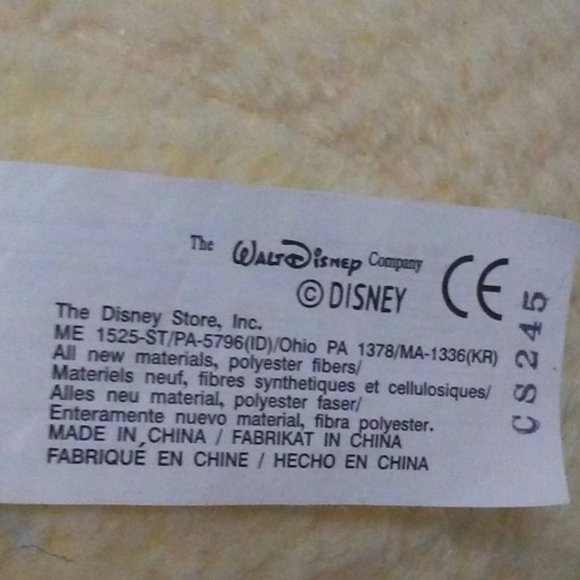 The WALT DISNEY Company CE
© DISNEY
The Disney Store, Inc.
ME 1525-ST/PA-5796(ID)/Ohio PA 1378/MA-1336(KR)
All new materials, polyester fibers/
Materiels neuf, fibres synthetiques et cellulosiques/
Alles neu material, polyester faser/
Enteramente nuevo material, fibra polyester.
MADE IN CHINA / FABRIKAT IN CHINA
FABRIQUÉ EN CHINE / HECHO EN CHINA
CS245